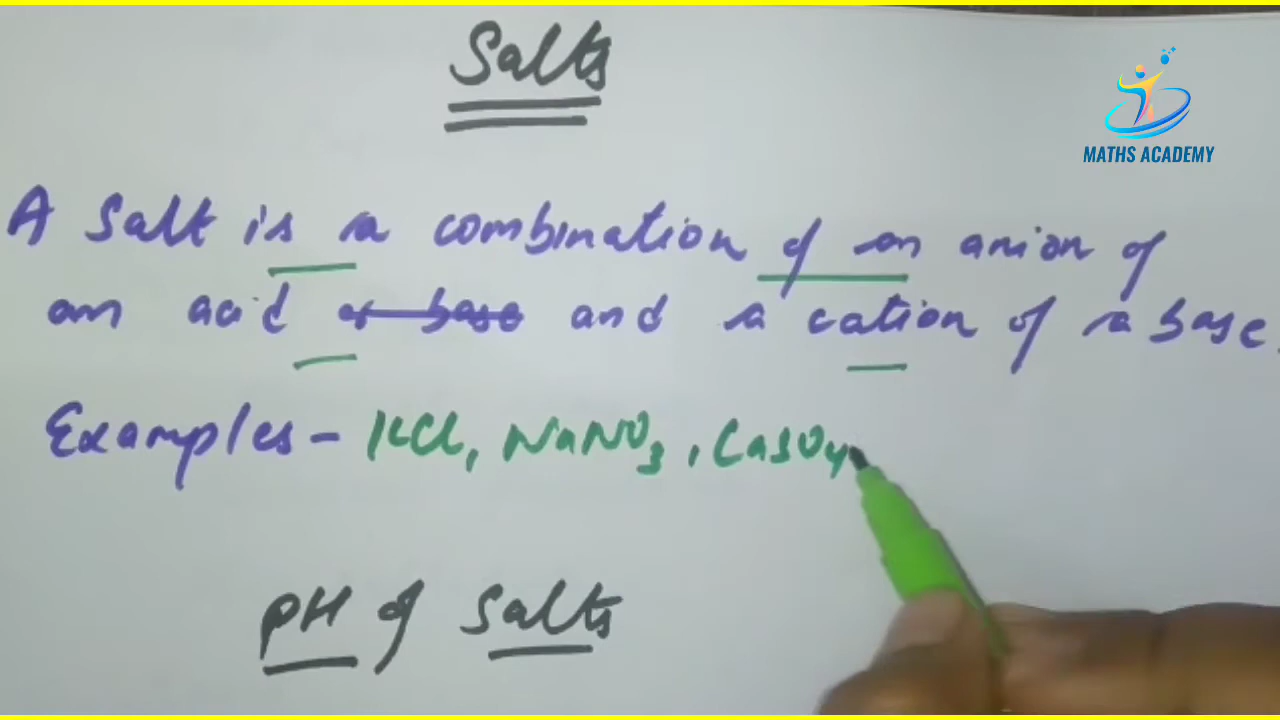 Salts
MATHS ACADEMY
A Salt is a combination of an anion of
an acid or base and a cation of a base.
Examples - KCl, NaNO3, CaSO4
pH of Salts